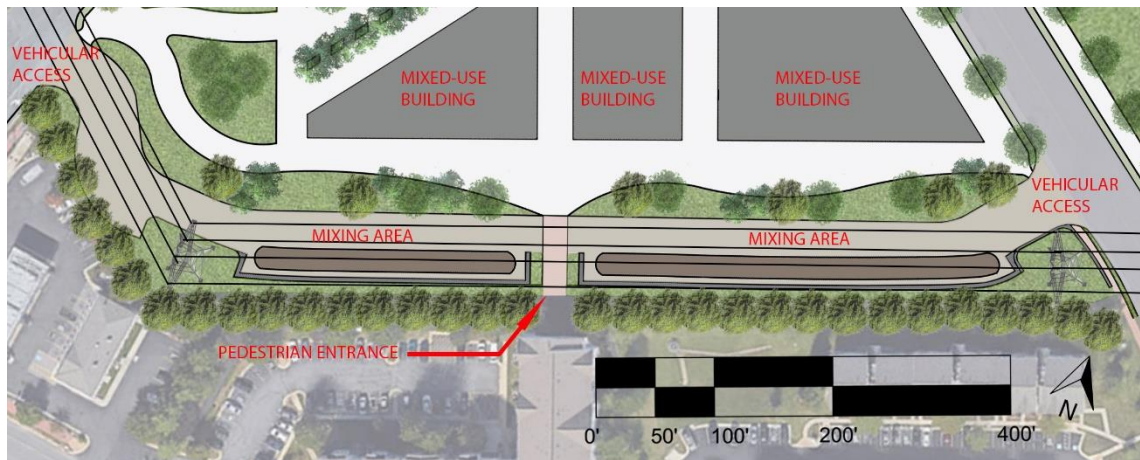 VEHICULAR
ACCESS
MIXED-USE
BUILDING
MIXED-USE
BUILDING
MIXED-USE
BUILDING
VEHICULAR
ACCESS
MIXING AREA
MIXING AREA
PEDESTRIAN ENTRANCE
N
0' 50' 100' 200' 400'